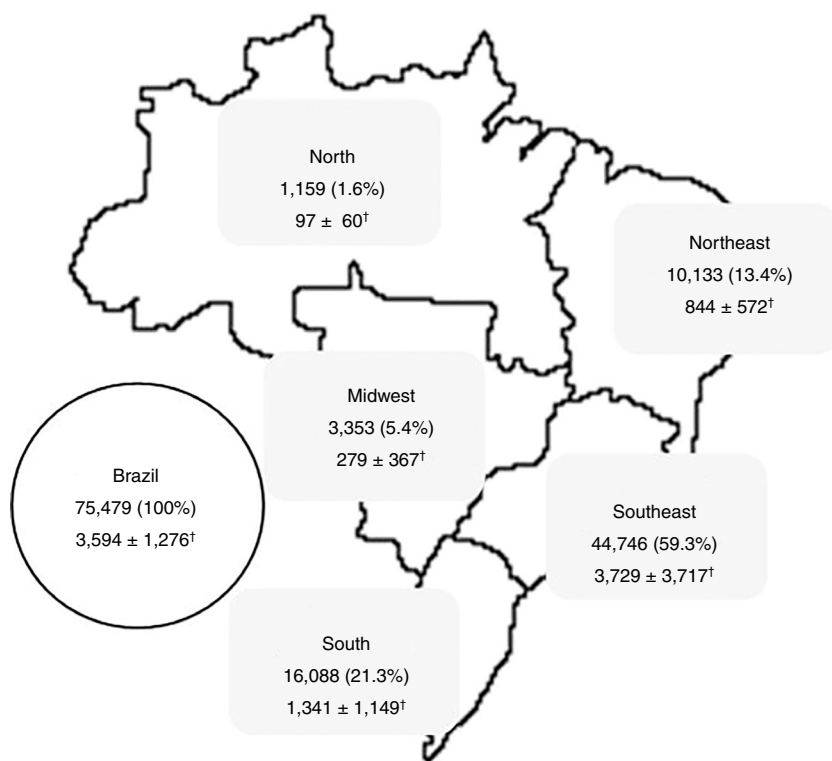 North
1,159 (1.6%)
97 ± 60†
Northeast
10,133 (13.4%)
844 ± 572†
Midwest
3,353 (5.4%)
279 ± 367†
Brazil
75,479 (100%)
3,594 ± 1,276†
Southeast
44,746 (59.3%)
3,729 ± 3,717†
South
16,088 (21.3%)
1,341 ± 1,149†